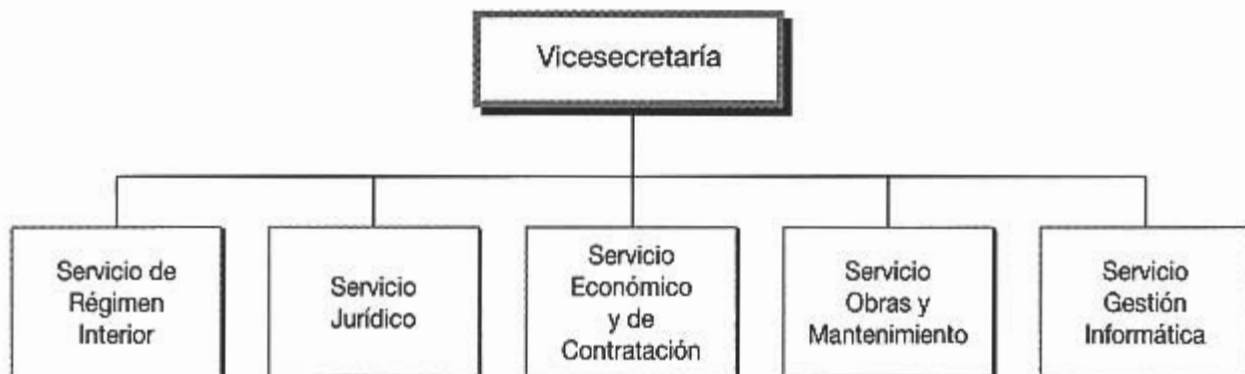 Vicesecretaría
Servicio de
Régimen
Interior
Servicio
Jurídico
Servicio
Económico
y de
Contratación
Servicio
Obras y
Mantenimiento
Servicio
Gestión
Informática